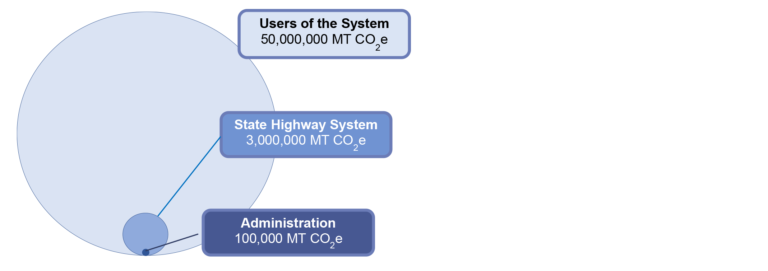 Users of the System
50,000,000 MT CO2e
State Highway System
3,000,000 MT CO2e
Administration
100,000 MT CO2e